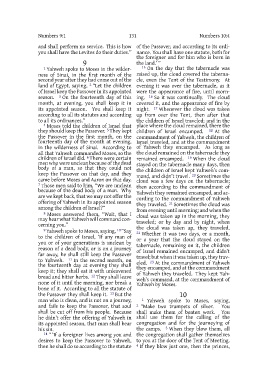 Numbers 9:1
131
Numbers 10:4
and shall perform no service. This is how
you shall have the Levites do their duties."
9
1 Yahweh spoke to Moses in the wilder-
ness of Sinai, in the first month of the
second year after they had come out of the
land of Egypt, saying, 2 "Let the children
of Israel keep the Passover in its appointed
season. 3 On the fourteenth day of this
month, at evening, you shall keep it in
its appointed season. You shall keep it
according to all its statutes and according
to all its ordinances."
4 Moses told the children of Israel that
they should keep the Passover. 5 They kept
the Passover in the first month, on the
fourteenth day of the month at evening,
in the wilderness of Sinai. According to
all that Yahweh commanded Moses, so the
children of Israel did. 6 There were certain
men who were unclean because of the dead
body of a man, so that they could not
keep the Passover on that day, and they
came before Moses and Aaron on that day.
7 Those men said to him, "We are unclean
because of the dead body of a man. Why
are we kept back, that we may not offer the
offering of Yahweh in its appointed season
among the children of Israel?"
8 Moses answered them, "Wait, that I
may hear what Yahweh will command con-
cerning you."
9 Yahweh spoke to Moses, saying, 10 "Say
to the children of Israel, 'If any man of
you or of your generations is unclean by
reason of a dead body, or is on a journey
far away, he shall still keep the Passover
to Yahweh. 11 In the second month, on
the fourteenth day at evening they shall
keep it; they shall eat it with unleavened
bread and bitter herbs. 12 They shall leave
none of it until the morning, nor break a
bone of it. According to all the statute of
the Passover they shall keep it. 13 But the
man who is clean, and is not on a journey,
and fails to keep the Passover, that soul
shall be cut off from his people. Because
he didn't offer the offering of Yahweh in
its appointed season, that man shall bear
his sin.
14 "'If a foreigner lives among you and
desires to keep the Passover to Yahweh,
then he shall do so according to the statute
of the Passover, and according to its ordi-
nance. You shall have one statute, both for
the foreigner and for him who is born in
the land.'"
15 On the day that the tabernacle was
raised up, the cloud covered the taberna-
cle, even the Tent of the Testimony. At
evening it was over the tabernacle, as it
were the appearance of fire, until morn-
ing. 16 So it was continually. The cloud
covered it, and the appearance of fire by
night. 17 Whenever the cloud was taken
up from over the Tent, then after that
the children of Israel traveled; and in the
place where the cloud remained, there the
children of Israel encamped. 18 At the
commandment of Yahweh, the children of
Israel traveled, and at the commandment
of Yahweh they encamped. As long as
the cloud remained on the tabernacle they
remained encamped. 19 When the cloud
stayed on the tabernacle many days, then
the children of Israel kept Yahweh's com-
mand, and didn't travel. 20 Sometimes the
cloud was a few days on the tabernacle;
then according to the commandment of
Yahweh they remained encamped, and ac-
cording to the commandment of Yahweh
they traveled. 21 Sometimes the cloud was
from evening until morning; and when the
cloud was taken up in the morning, they
traveled; or by day and by night, when
the cloud was taken up, they traveled.
22 Whether it was two days, or a month,
or a year that the cloud stayed on the
tabernacle, remaining on it, the children
of Israel remained encamped, and didn't
travel; but when it was taken up, they trav-
eled. 23 At the commandment of Yahweh
they encamped, and at the commandment
of Yahweh they traveled. They kept Yah-
weh's command, at the commandment of
Yahweh by Moses.
10
1 Yahweh spoke to Moses, saying,
2 "Make two trumpets of silver. You
shall make them of beaten work. You
shall use them for the calling of the
congregation and for the journeying of
the camps. 3 When they blow them, all
the congregation shall gather themselves
to you at the door of the Tent of Meeting.
4 If they blow just one, then the princes,